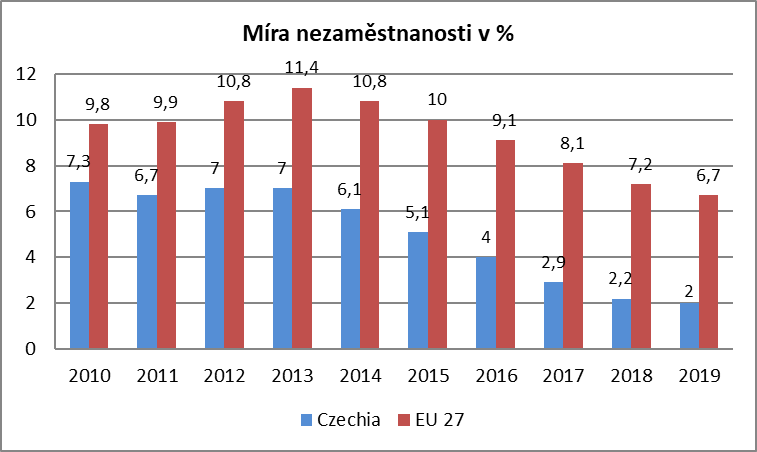 Míra nezaměstnanosti v %
12
10
8
6
4
2
0
9,8 9,9 10,8 11,4 10,8 10 9,1 8,1 7,2 6,7
7,3 6,7 7 7 6,1 5,1 4 2,9 2,2 2
2010 2011 2012 2013 2014 2015 2016 2017 2018 2019
Czechia EU 27